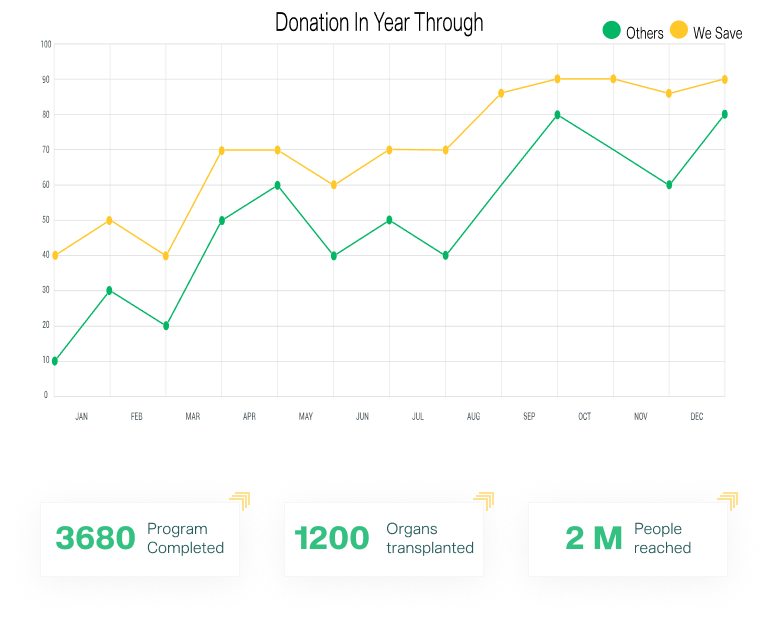 Donation In Year Through
Others We Save
100
90
80
70
60
50
40
30
20
10
0
JAN FEB MAR APR MAY JUN JUL AUG SEP OCT NOV DEC
3680 Program
Completed
1200 Organs
transplanted
2 M People
reached